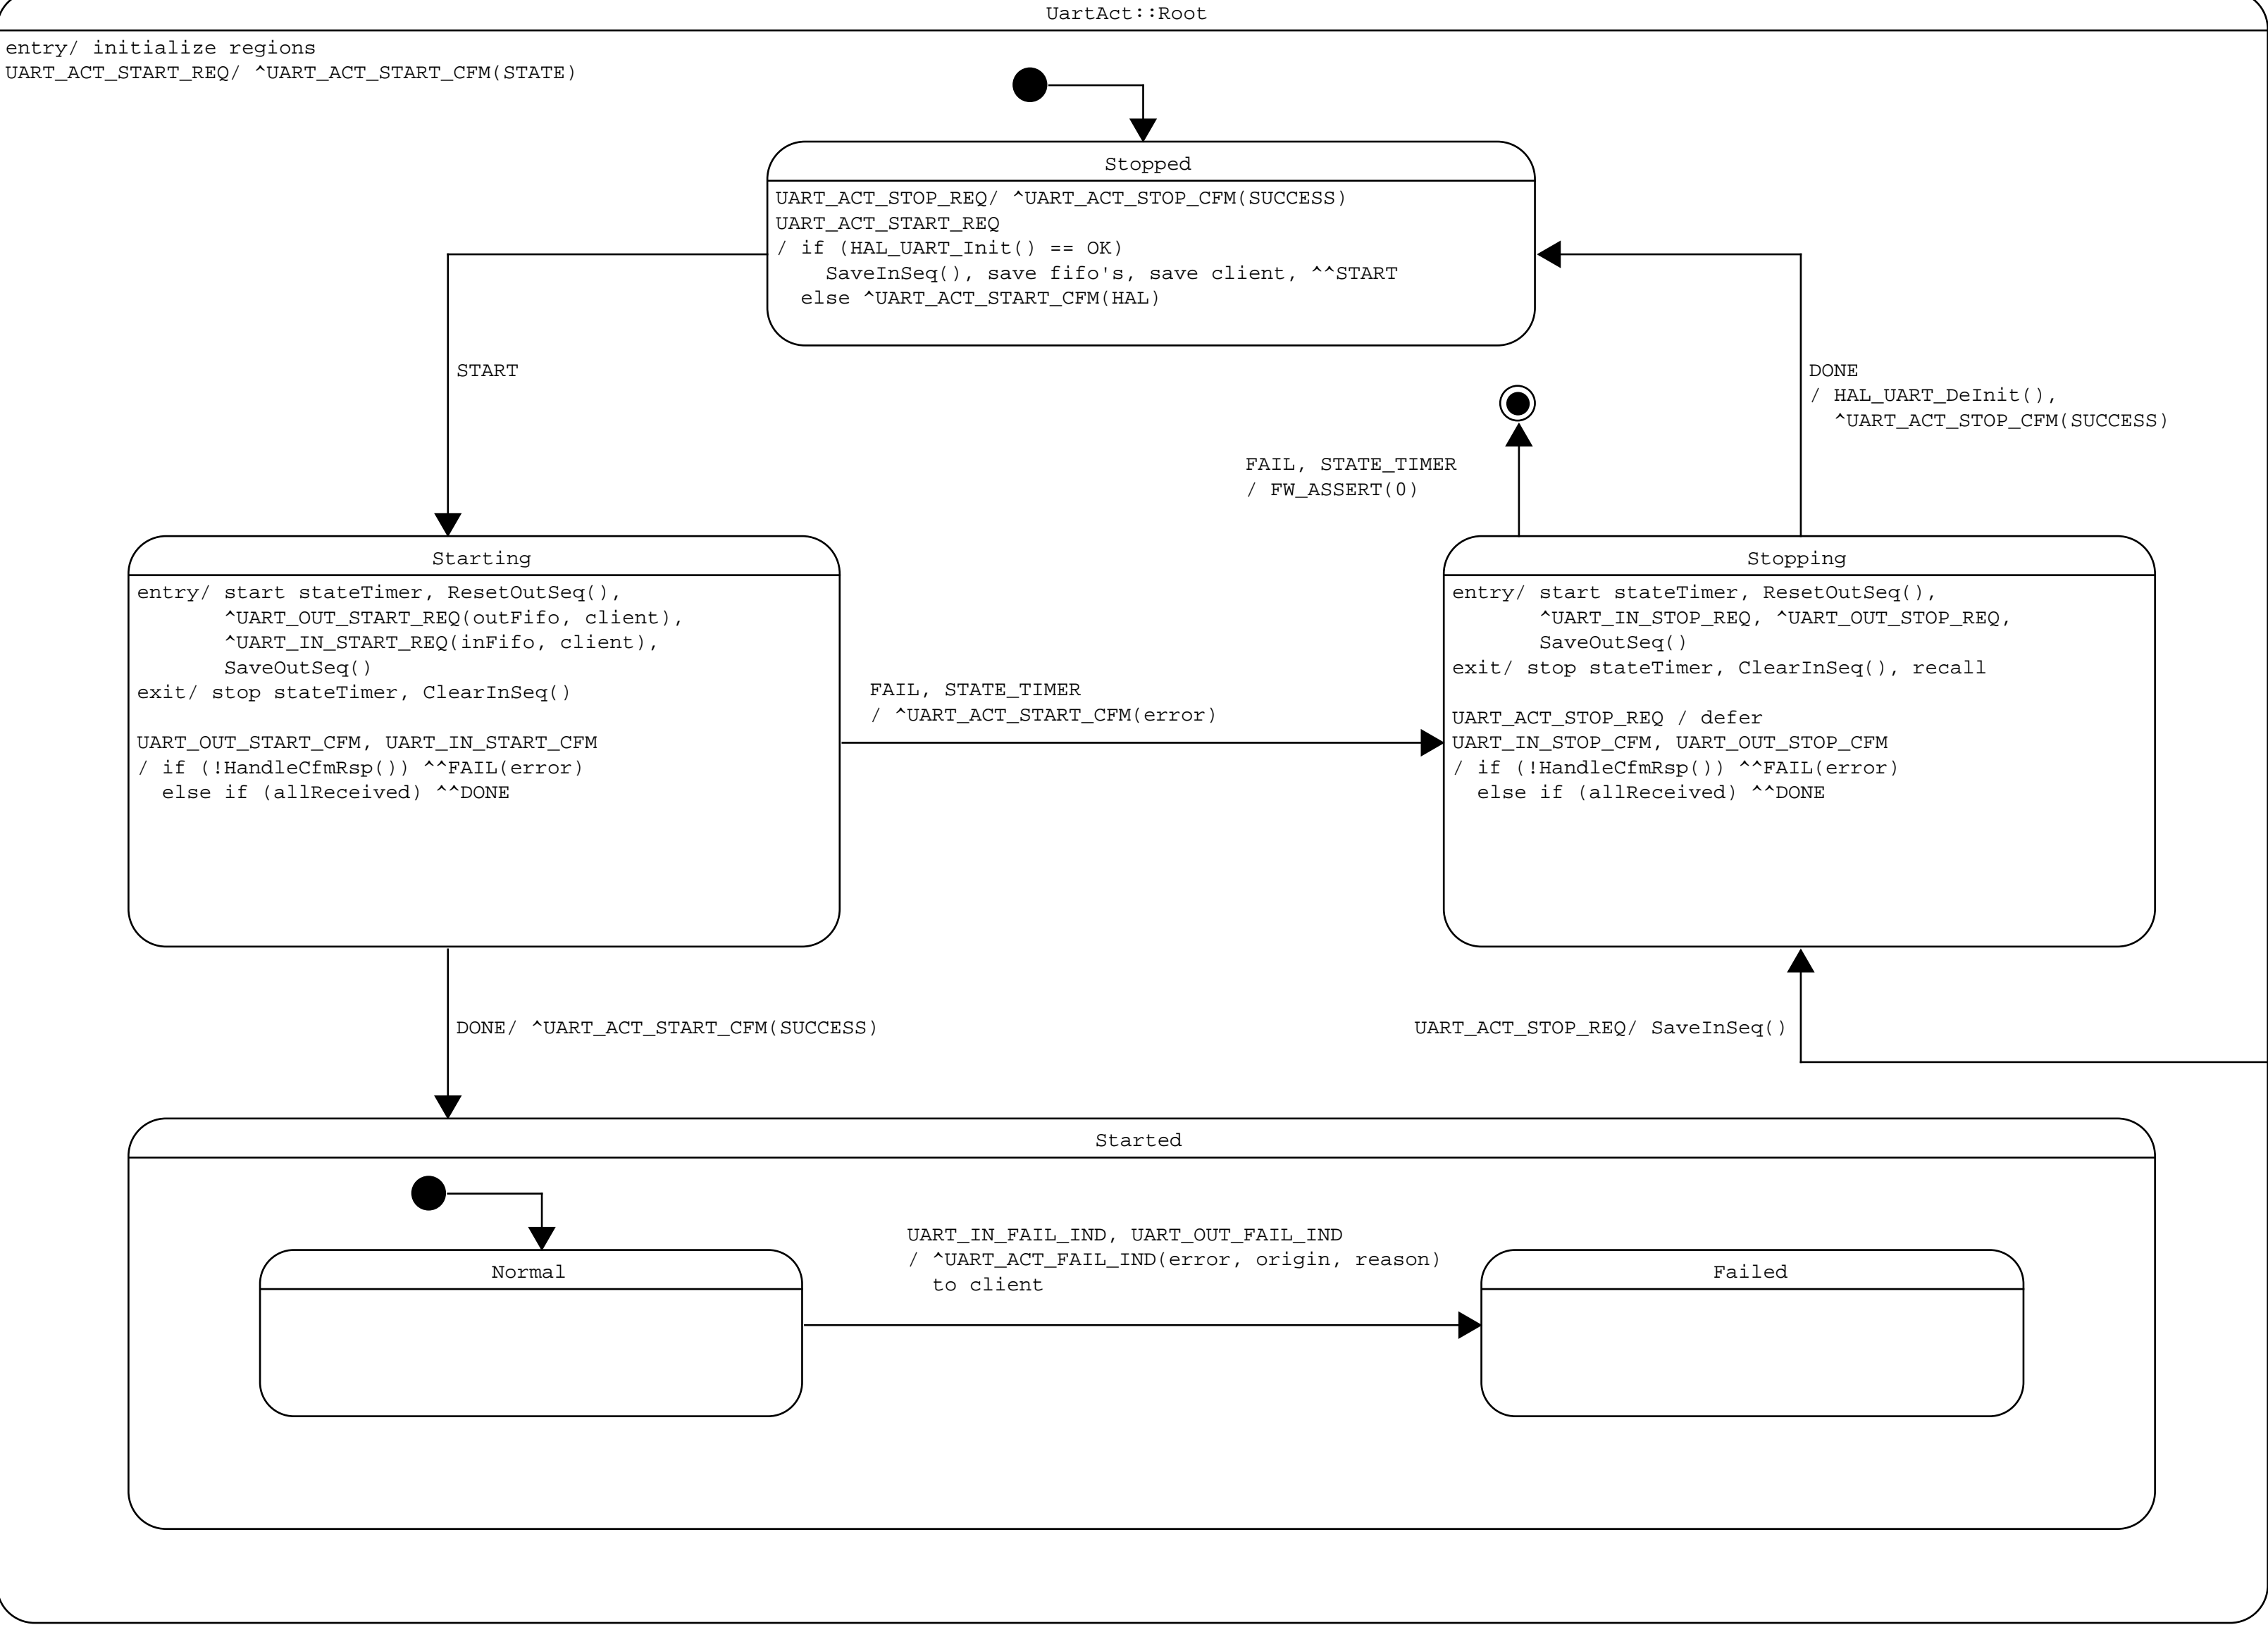 UartAct::Root
entry/ initialize regions
UART_ACT_START_REQ/ ^UART_ACT_START_CFM(STATE)
Stopped
UART_ACT_STOP_REQ/ ^UART_ACT_STOP_CFM(SUCCESS)
UART_ACT_START_REQ
/ if (HAL_UART_Init() == OK)
SaveInSeq(), save fifo's, save client, ^^START
else ^UART_ACT_START_CFM(HAL)
START
DONE
/ HAL_UART_DeInit(),
^UART_ACT_STOP_CFM(SUCCESS)
FAIL, STATE_TIMER
/ FW_ASSERT(0)
Starting
entry/ start stateTimer, ResetOutSeq(),
^UART_OUT_START_REQ(outFifo, client),
^UART_IN_START_REQ(inFifo, client),
SaveOutSeq()
exit/ stop stateTimer, ClearInSeq()
UART_OUT_START_CFM, UART_IN_START_CFM
/ if (!HandleCfmRsp()) ^^FAIL(error)
else if (allReceived) ^^DONE
FAIL, STATE_TIMER
/ ^UART_ACT_START_CFM(error)
Stopping
entry/ start stateTimer, ResetOutSeq(),
^UART_IN_STOP_REQ, ^UART_OUT_STOP_REQ,
SaveOutSeq()
exit/ stop stateTimer, ClearInSeq(), recall
UART_ACT_STOP_REQ / defer
UART_IN_STOP_CFM, UART_OUT_STOP_CFM
/ if (!HandleCfmRsp()) ^^FAIL(error)
else if (allReceived) ^^DONE
DONE/ ^UART_ACT_START_CFM(SUCCESS)
UART_ACT_STOP_REQ/ SaveInSeq()
Started
Normal
UART_IN_FAIL_IND, UART_OUT_FAIL_IND
/ ^UART_ACT_FAIL_IND(error, origin, reason)
to client
Failed